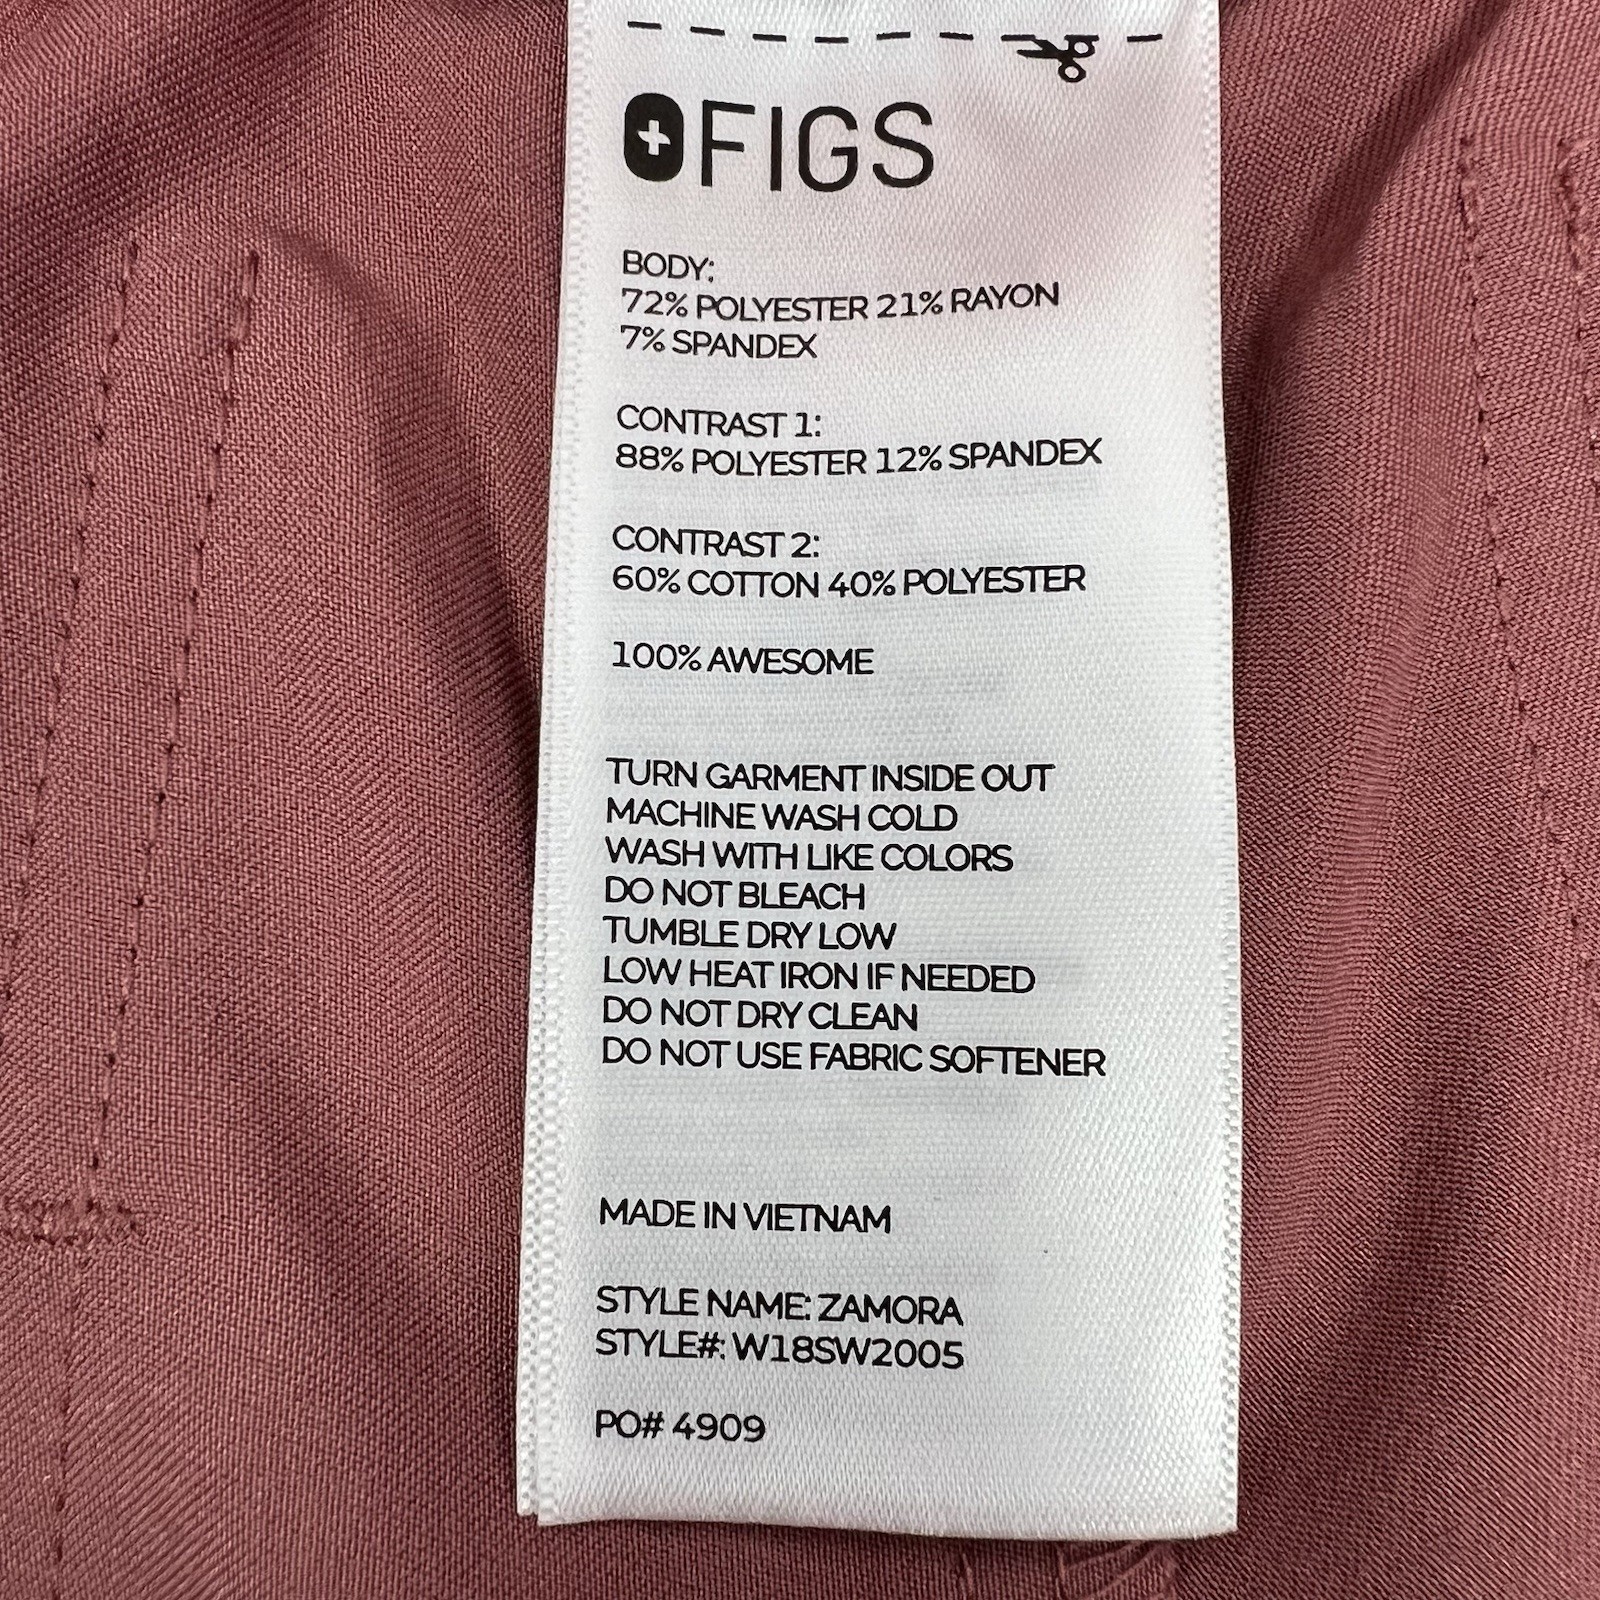 FIGS
BODY:
72% POLYESTER 21% RAYON
7% SPANDEX
CONTRAST 1:
88% POLYESTER 12% SPANDEX
CONTRAST 2:
60% COTTON 40% POLYESTER
100% AWESOME
TURN GARMENT INSIDE OUT
MACHINE WASH COLD
WASH WITH LIKE COLORS
DO NOT BLEACH
TUMBLE DRY LOW
LOW HEAT IRON IF NEEDED
DO NOT DRY CLEAN
DO NOT USE FABRIC SOFTENER
MADE IN VIETNAM
STYLE NAME: ZAMORA
STYLE#: W18SW2005
PO# 4909